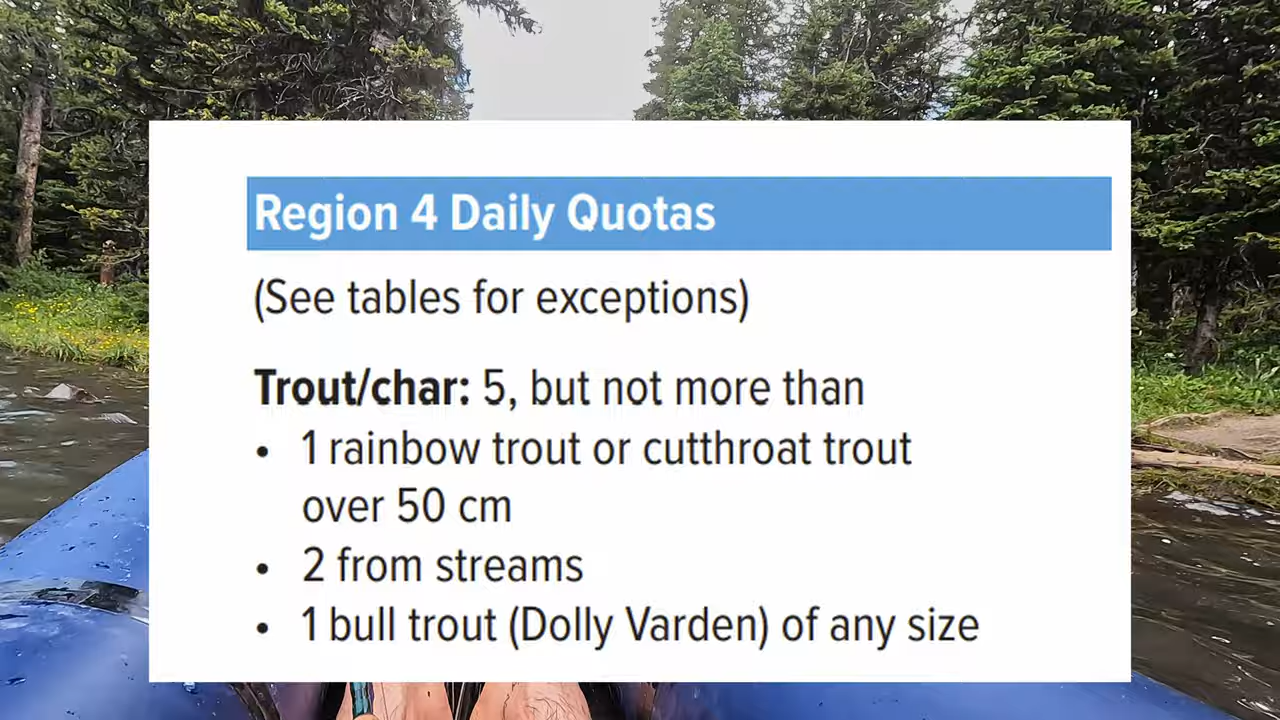 Region 4 Daily Quotas
(See tables for exceptions)
Trout/char: 5, but not more than
• 1 rainbow trout or cutthroat trout
over 50 cm
• 2 from streams
• 1 bull trout (Dolly Varden) of any size